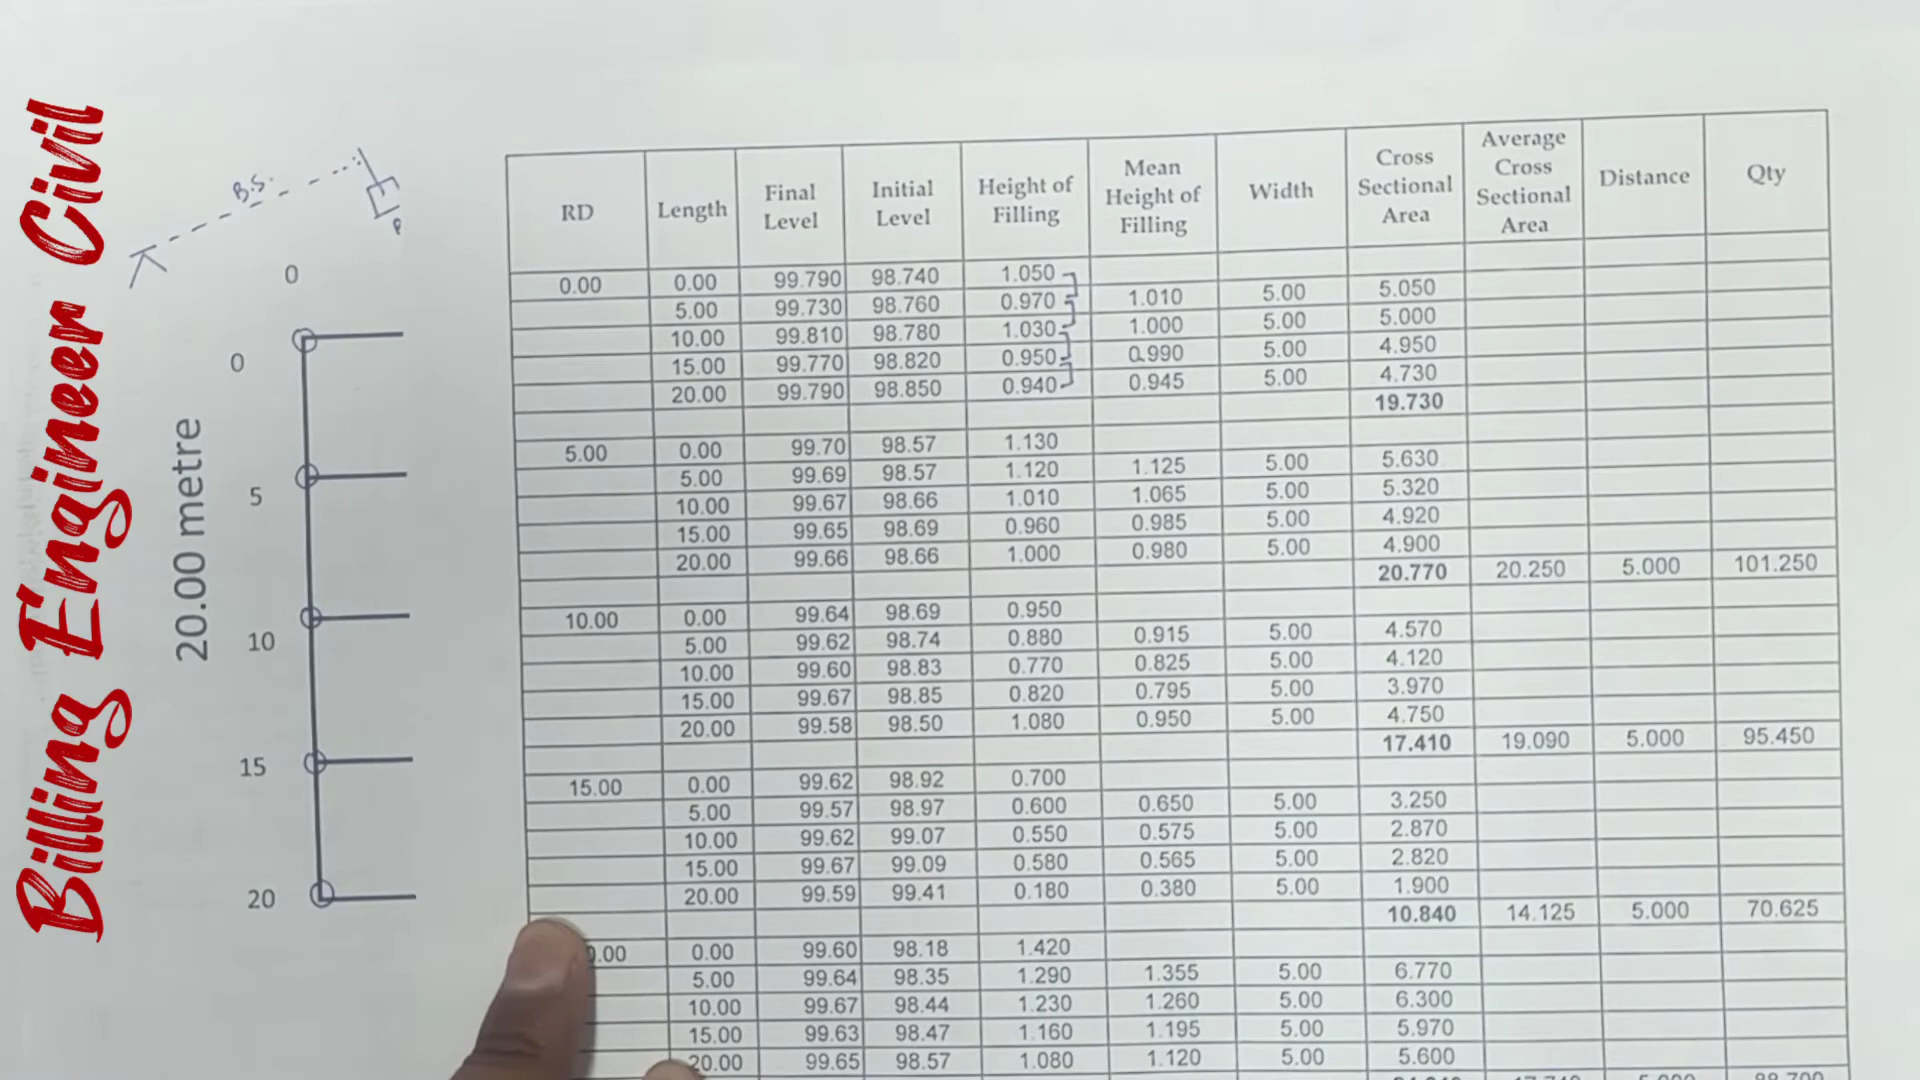 Billing Engineer Civil
B.S.
0
0
5
10
15
20
20.00 metre
RD Length Final Level Initial Level Height of Filling Mean Height of Filling Width Cross Sectional Area Average Cross Sectional Area Distance Qty
0.00 0.00 99.790 98.740 1.050
5.00 99.730 98.760 0.970 1.010 5.00 5.050
10.00 99.810 98.780 1.030 1.000 5.00 5.000
15.00 99.770 98.820 0.950 0.990 5.00 4.950
20.00 99.790 98.850 0.940 0.945 5.00 4.730
19.730
5.00 0.00 99.70 98.57 1.130
5.00 99.69 98.57 1.120 1.125 5.00 5.630
10.00 99.67 98.66 1.010 1.065 5.00 5.320
15.00 99.65 98.69 0.960 0.985 5.00 4.920
20.00 99.66 98.66 1.000 0.980 5.00 4.900
20.770 20.250 5.000 101.250
10.00 0.00 99.64 98.69 0.950
5.00 99.62 98.74 0.880 0.915 5.00 4.570
10.00 99.60 98.83 0.770 0.825 5.00 4.120
15.00 99.67 98.85 0.820 0.795 5.00 3.970
20.00 99.58 98.50 1.080 0.950 5.00 4.750
17.410 19.090 5.000 95.450
15.00 0.00 99.62 98.92 0.700
5.00 99.57 98.97 0.600 0.650 5.00 3.250
10.00 99.62 99.07 0.550 0.575 5.00 2.870
15.00 99.67 99.09 0.580 0.565 5.00 2.820
20.00 99.59 99.41 0.180 0.380 5.00 1.900
10.840 14.125 5.000 70.625
0.00 99.60 98.18 1.420
5.00 99.64 98.35 1.290 1.355 5.00 6.770
10.00 99.67 98.44 1.230 1.260 5.00 6.300
15.00 99.63 98.47 1.160 1.195 5.00 5.970
20.00 99.65 98.57 1.080 1.120 5.00 5.600